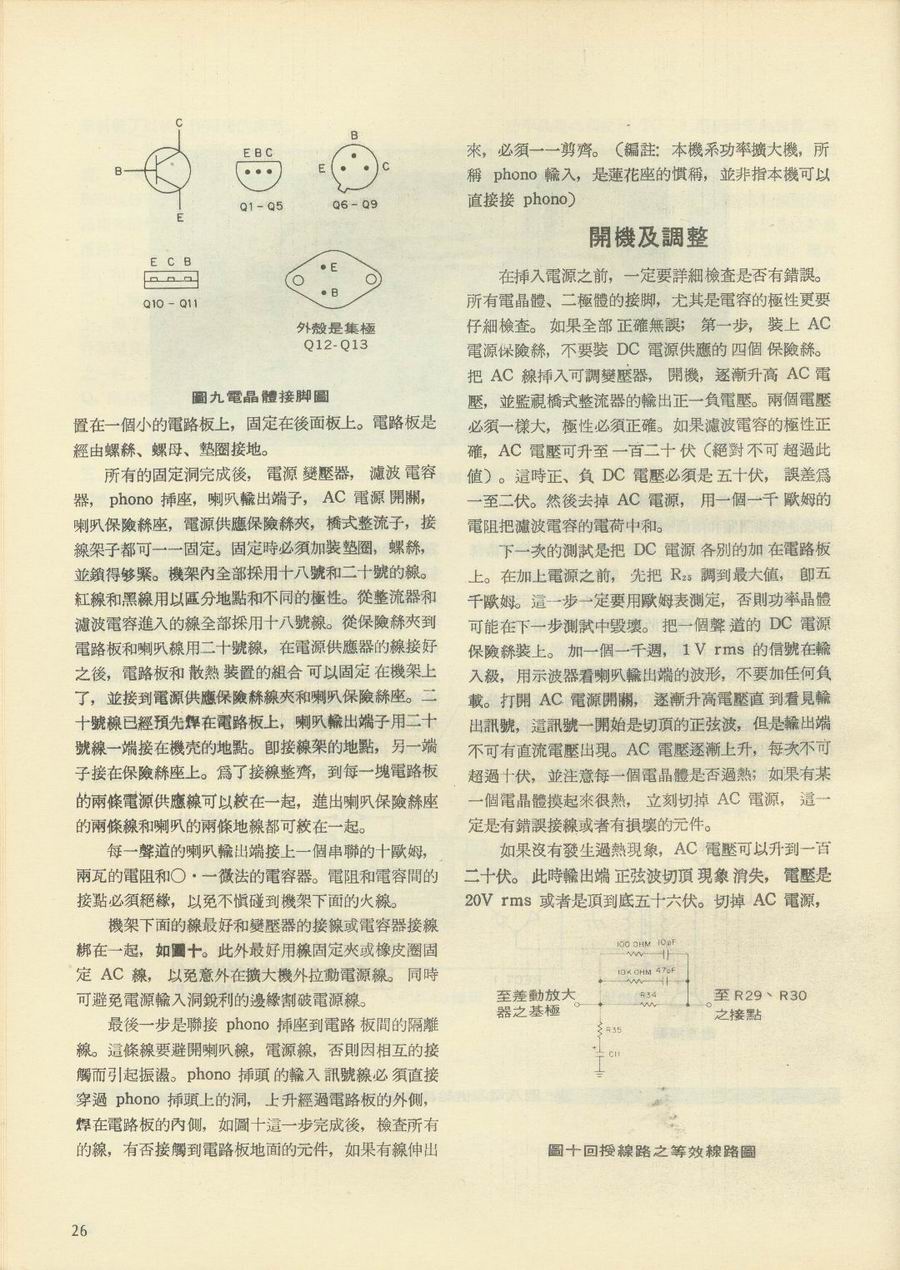 C
B
E
E B C
Q1-Q5
B
E
C
Q6-Q9
E C B
Q10-Q11
E
B
外殼是集極
Q12-Q13
圖九電晶體接脚圖
置在一個小的電路板上，固定在後面板上。電路板是
經由螺絲、螺母、墊圈接地。
所有的固定洞完成後， 電源 變壓器， 濾波 電容
器， phono 插座，喇叭輸出端子， AC 電源 開關，
喇叭保險絲座，電源供應保險絲夾，橋式整流子，接
線架子都可一一固定。固定時必須加裝墊圈，螺絲，
並鎖得够緊。機架內全部採用十八號和二十號的線。
紅線和黑線用以區分地點和不同的極性。從整流器和
濾波電容進入的線全部採用十八號線。從保險絲夾到
電路板和喇叭線用二十號線，在電源供應器的線接好
之後，電路板和 散熱 裝置的組合 可以固定 在機架上
了，並接到電源供應保險絲線夾和喇叭保險絲座。二
十號線已經預先焊在電路板上，喇叭輸出端子用二十
號線一端接在機壳的地點。卽接線架的地點，另一端
子接在保險絲座上。爲了接線整齊，到每一塊電路板
的兩條電源供應線可以絞在一起，進出喇叭保險絲座
的兩條線和喇叭的兩條地線都可絞在一起。
每一聲道的喇叭輸出端接上一個串聯的十歐姆，
兩瓦的電阻和〇・一微法的電容器。電阻和電容間的
接點必須絕緣，以免不愼碰到機架下面的火線。
機架下面的線最好和變壓器的接線或電容器接線
綁在一起，如圖十。此外最好用線固定夾或橡皮圈固
定 AC 線， 以免意外在擴大機外拉動電源線。 同時
可避免電源輸入洞銳利的邊緣割破電源線。
最後一步是聯接 phono 揷座到電路 板間的隔離
線。這條線要避開喇叭線，電源線，否則因相互的接
觸而引起振盪。phono 揷頭 的輸入 訊號線必 須直接
穿過 phono 揷頭上的洞， 上升經過電路板的外側，
焊在電路板的內側，如圖十這一步完成後，檢查所有
的線，有否接觸到電路板地面的元件，如果有線伸出
來，必須一一剪齊。（編註：本機系功率擴大機，所
稱 phono 輸入，是蓮花座的慣稱，並非指本機可以
直接接 phono）
開機及調整
在揷入電源之前，一定要詳細檢查是否有錯誤。
所有電晶體、二極體的接脚，尤其是電容的極性更要
仔細檢查。 如果全部 正確無誤； 第一步， 裝上 AC
電源保險絲，不要裝 DC 電源供應的 四個 保險絲。
把 AC 線揷入可調變壓器， 開機，逐漸升高 AC 電
壓，並監視橋式整流器的輸出正一負電壓。兩個電壓
必須一樣大，極性必須正確。如果濾波電容的極性正
確，AC 電壓可升至 一百二十 伏（絕對 不可 超過此
值）。這時正、負 DC 電壓必須是 五十伏， 誤差爲
一至二伏。然後去掉 AC 電源， 用一個一千 歐姆的
電阻把濾波電容的電荷中和。
下一步的測試是把 DC 電源 各別的加 在電路板
上。在加上電源之前， 先把 R₂₅ 調到最大値， 卽五
千歐姆。這一步一定要用歐姆表測定，否則功率晶體
可能在下一步測試中毀壞。 把一個聲 道的 DC 電源
保險絲裝上。 加一個一千週， 1 V rms 的信號在輸
入級，用示波器看喇叭輸出端的波形，不要加任何負
載。打開 AC 電源開關， 逐漸升高電壓直 到看見輸
出訊號，這訊號一開始是切頂的正弦波，但是輸出端
不可有直流電壓出現。AC 電壓逐漸上升，每次不可
超過十伏，並注意每一個電晶體是否過熱；如果有某
一個電晶體摸起來很熱， 立刻切掉 AC 電源， 這一
定是有錯誤接線或者有損壞的元件。
如果沒有發生過熱現象，AC 電壓可以升到一百
二十伏。 此時輸出端 正弦波切頂 現象 消失， 電壓是
20V rms 或者是頂到底五十六伏。切掉 AC 電源，
100 OHM 10pF
10K OHM 47pF
R34
至差動放大
器之基極
至 R29、R30
之接點
R35
+
C11
圖十回授線路之等效線路圖
26